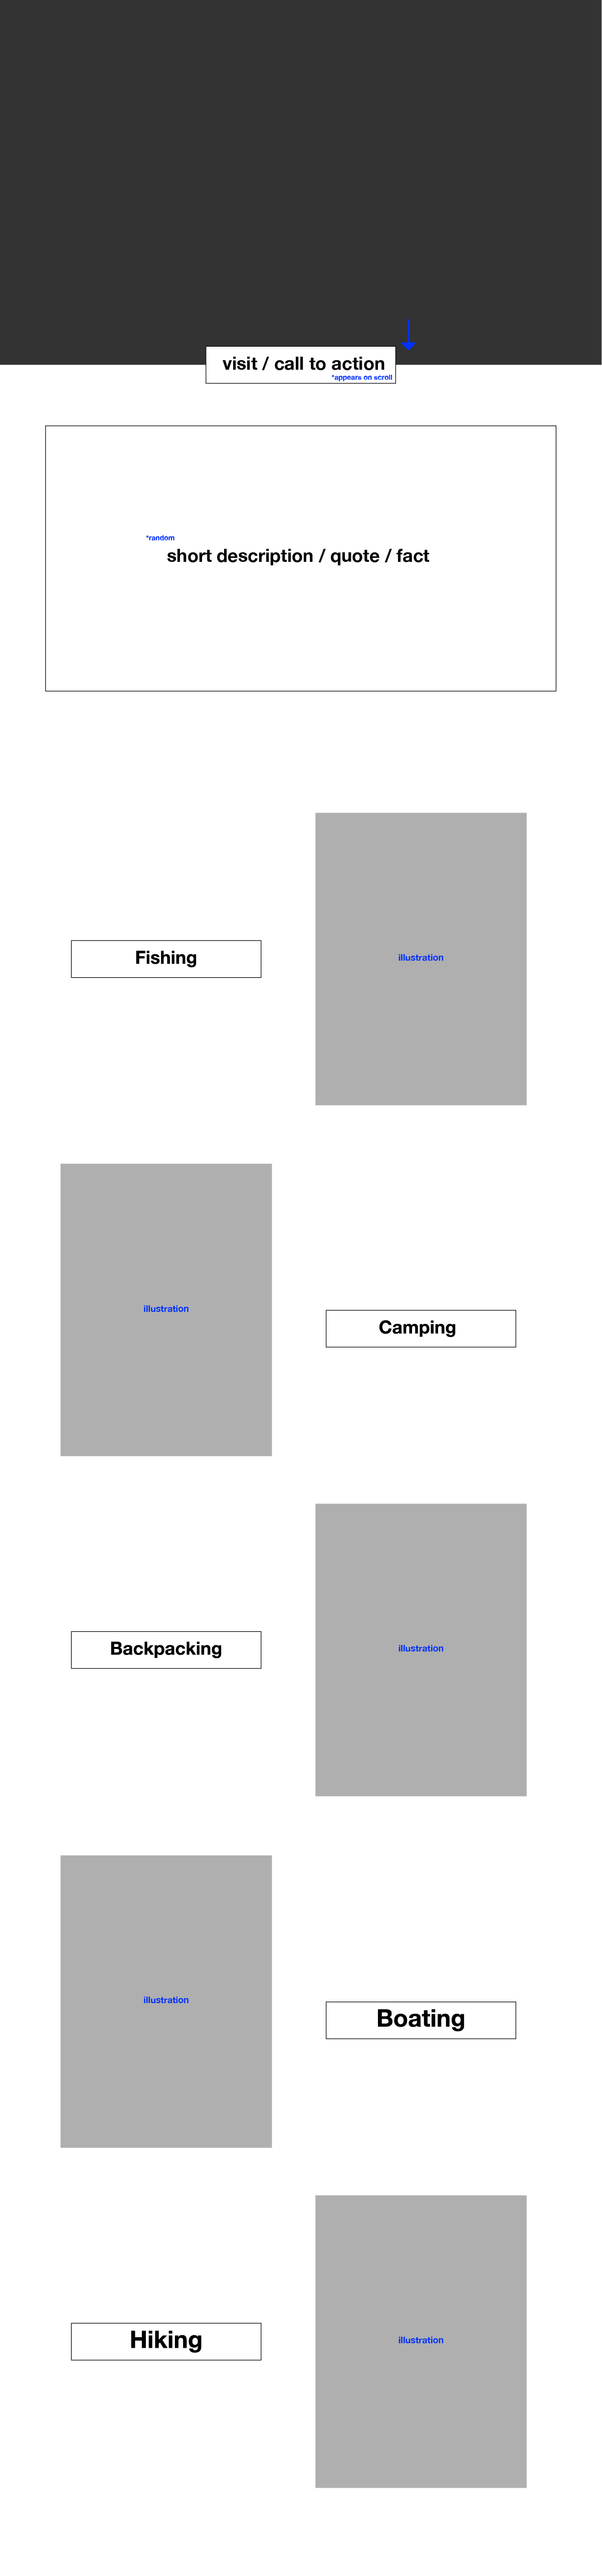 visit / call to action
*appears on scroll
*random
short description / quote / fact
Fishing
illustration
illustration
Camping
Backpacking
illustration
illustration
Boating
Hiking
illustration